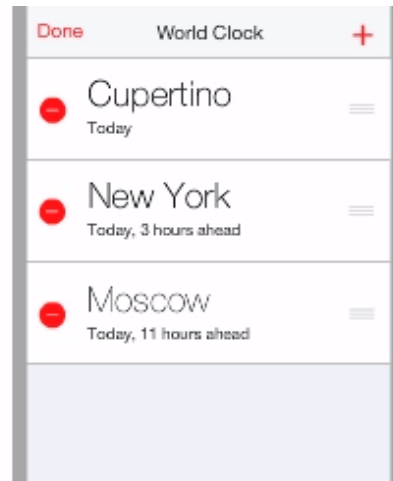 Done World Clock +
Cupertino
Today
New York
Today, 3 hours ahead
Moscow
Today, 11 hours ahead